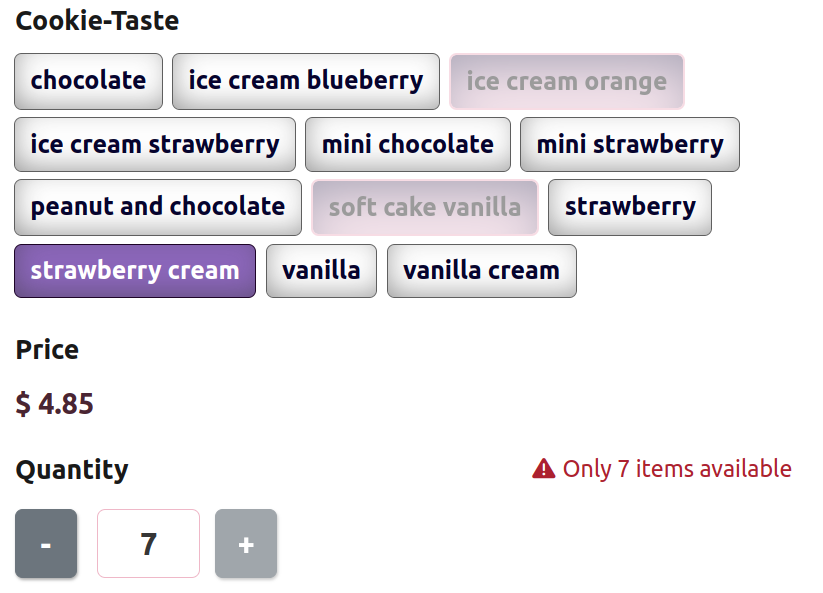 Cookie-Taste
chocolate ice cream blueberry ice cream orange
ice cream strawberry mini chocolate mini strawberry
peanut and chocolate soft cake vanilla strawberry
strawberry cream vanilla vanilla cream
Price
$ 4.85
Quantity Only 7 items available
- 7 +